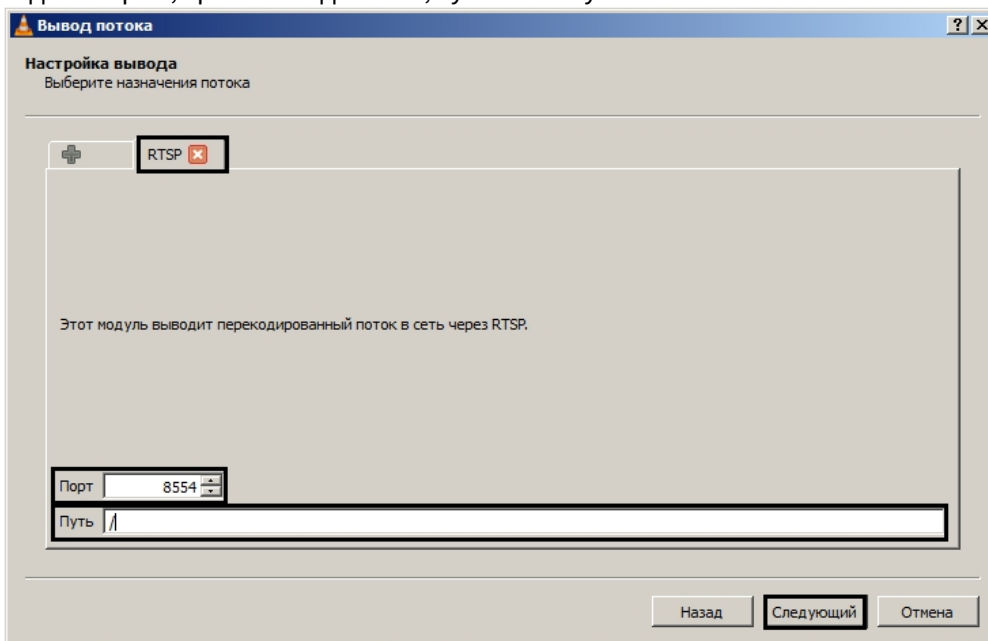 Вывод потока
Настройка вывода
Выберите назначения потока
RTSP
Этот модуль выводит перекодированный поток в сеть через RTSP.
Порт 8554
Путь /
Назад Следующий Отмена